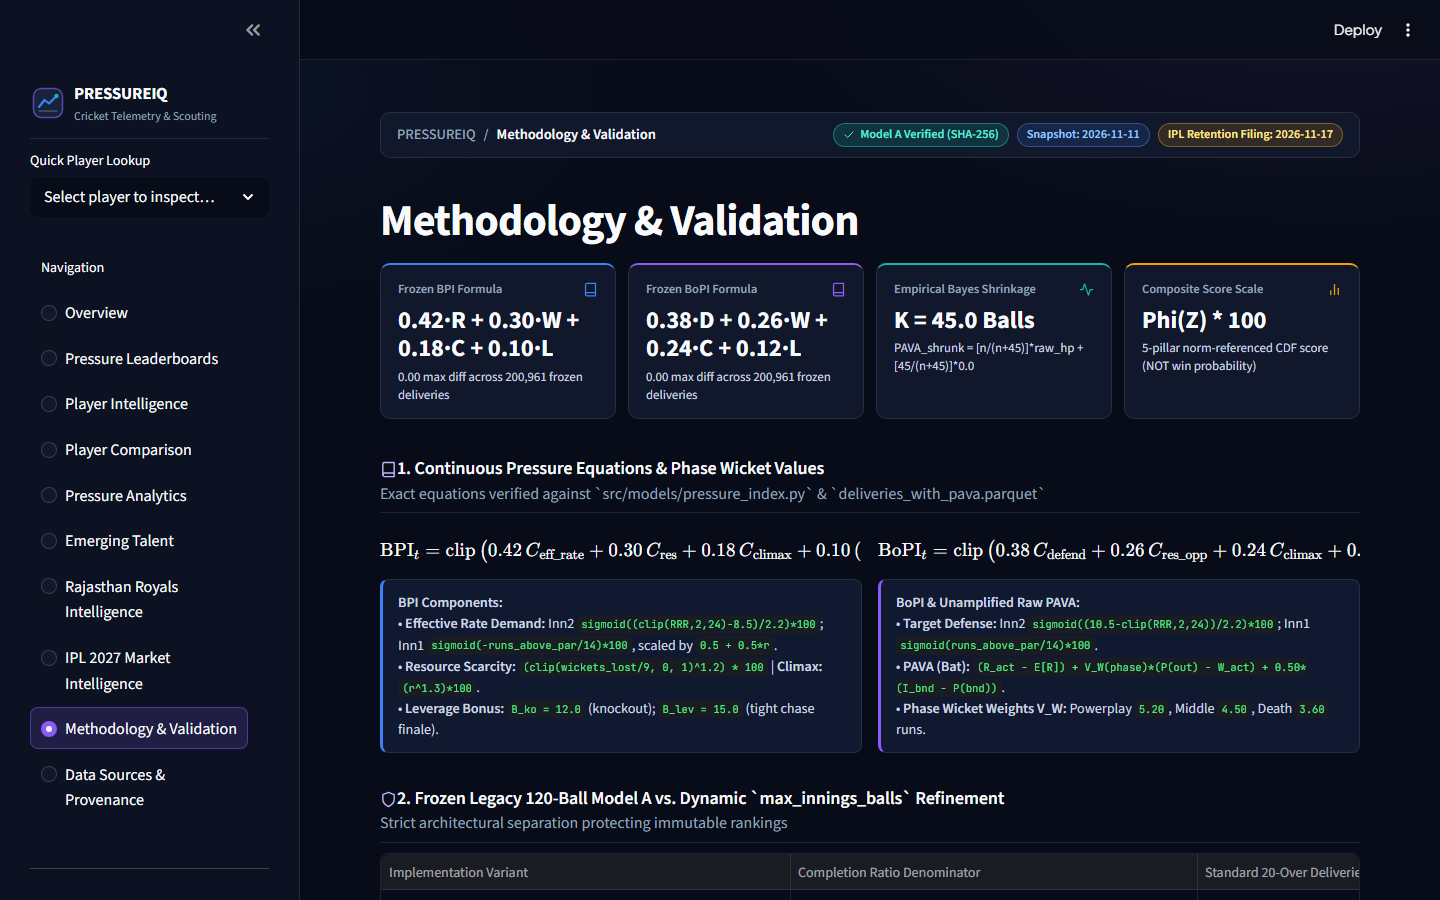 Deploy
PRESSUREIQ
Cricket Telemetry & Scouting
Quick Player Lookup
Select player to inspect...
Navigation
Overview
Pressure Leaderboards
Player Intelligence
Player Comparison
Pressure Analytics
Emerging Talent
Rajasthan Royals
Intelligence
IPL 2027 Market
Intelligence
Methodology & Validation
Data Sources &
Provenance
PRESSUREIQ / Methodology & Validation
Model A Verified (SHA-256)
Snapshot: 2026-11-11
IPL Retention Filing: 2026-11-17
Methodology & Validation
Frozen BPI Formula
0.42·R + 0.30·W +
0.18·C + 0.10·L
0.00 max diff across 200,961 frozen
deliveries
Frozen BoPI Formula
0.38·D + 0.26·W +
0.24·C + 0.12·L
0.00 max diff across 200,961 frozen
deliveries
Empirical Bayes Shrinkage
K = 45.0 Balls
PAVA_shrunk = [n/(n+45)]*raw_hp +
[45/(n+45)]*0.0
Composite Score Scale
Phi(Z) * 100
5-pillar norm-referenced CDF score
(NOT win probability)
1. Continuous Pressure Equations & Phase Wicket Values
Exact equations verified against `src/models/pressure_index.py` & `deliveries_with_pava.parquet`
BPI_t = clip (0.42 C_eff_rate + 0.30 C_res + 0.18 C_climax + 0.10 (
BoPI_t = clip (0.38 C_defend + 0.26 C_res_opp + 0.24 C_climax + 0.
BPI Components:
• Effective Rate Demand: Inn2 sigmoid((clip(RRR,2,24)-8.5)/2.2)*100 ;
Inn1 sigmoid(-runs_above_par/14)*100 , scaled by 0.5 + 0.5*r .
• Resource Scarcity: (clip(wickets_lost/9, 0, 1)^1.2) * 100 | Climax:
(r^1.3)*100 .
• Leverage Bonus: B_ko = 12.0 (knockout); B_lev = 15.0 (tight chase
finale).
BoPI & Unamplified Raw PAVA:
• Target Defense: Inn2 sigmoid((10.5-clip(RRR,2,24))/2.2)*100 ; Inn1
sigmoid(runs_above_par/14)*100 .
• PAVA (Bat): (R_act - E[R]) + V_W(phase)*(P(out) - W_act) + 0.50*
(I_bnd - P(bnd)) .
• Phase Wicket Weights V_W: Powerplay 5.20 , Middle 4.50 , Death 3.60
runs.
2. Frozen Legacy 120-Ball Model A vs. Dynamic `max_innings_balls` Refinement
Strict architectural separation protecting immutable rankings
Implementation Variant
Completion Ratio Denominator
Standard 20-Over Deliverie